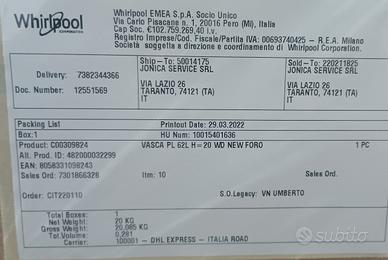 Whirlpool
CORPORATION
Whirlpool EMEA S.p.A. Socio Unico
Via Carlo Pisacane n. 1, 20016 Pero (MI), Italia
Cap Soc. €102.759.269,40 i.v.
Registro Imprese/Cod. Fiscale/Partita IVA: 00693740425 - R.E.A. Milano
Società soggetta a direzione e coordinamento di Whirlpool Corporation.
Delivery: 7382344366
Doc. Number: 12551569
Ship-To: 50014175
JONICA SERVICE SRL
VIA LAZIO 26
TARANTO, 74121 (TA)
IT
Sold-To: 220211825
JONICA SERVICE SRL
VIA LAZIO 26
TARANTO, 74121 (TA)
IT
Packing List Printout Date: 29.03.2022
Box:1 HU Nom: 10015401636
Product: C00309824 VASCA PL 62L H=20 WD NEW FORO 1 PC
Alt. Prod. ID: 482000032299
EAN: 8058331098243
Sales Ord: 7301866328 Itm: 10 Sales Ord.
Order: CIT220110 S.O.Legacy: VN UMBERTO
Total Boxes: 1
Net Weight: 20 KG
Gross Weight: 20,085 KG
Tot.Volume: 0,281
Carrier: 100001 - DHL EXPRESS - ITALIA ROAD
subito